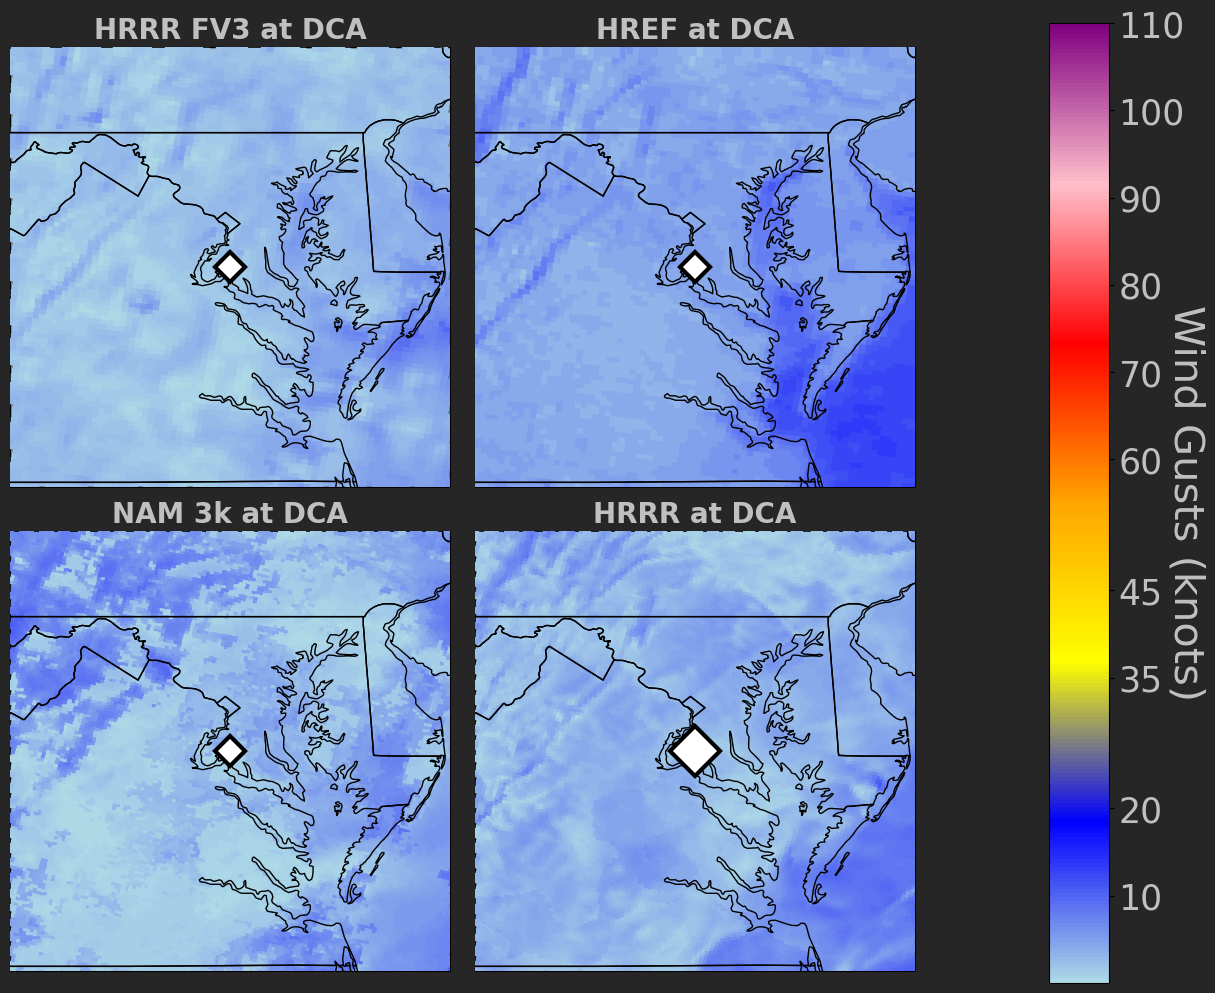 HRRR FV3 at DCA
HREF at DCA
NAM 3k at DCA
HRRR at DCA
110
100
90
80
70
60
45
35
20
10
Wind Gusts (knots)